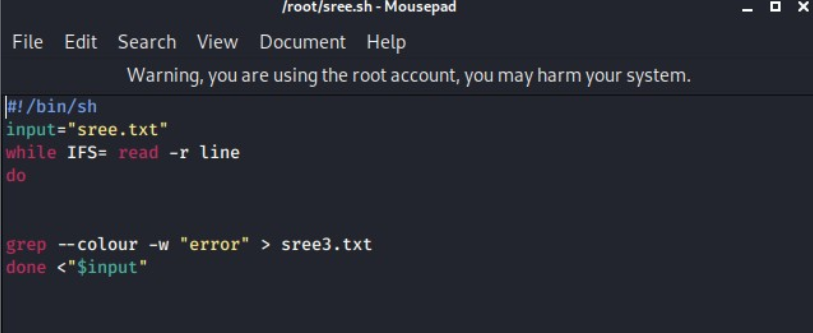 /root/sree.sh - Mousepad
File Edit Search View Document Help
Warning, you are using the root account, you may harm your system.
#!/bin/sh
input="sree.txt"
while IFS= read -r line
do
grep --colour -w "error" > sree3.txt
done <"$input"